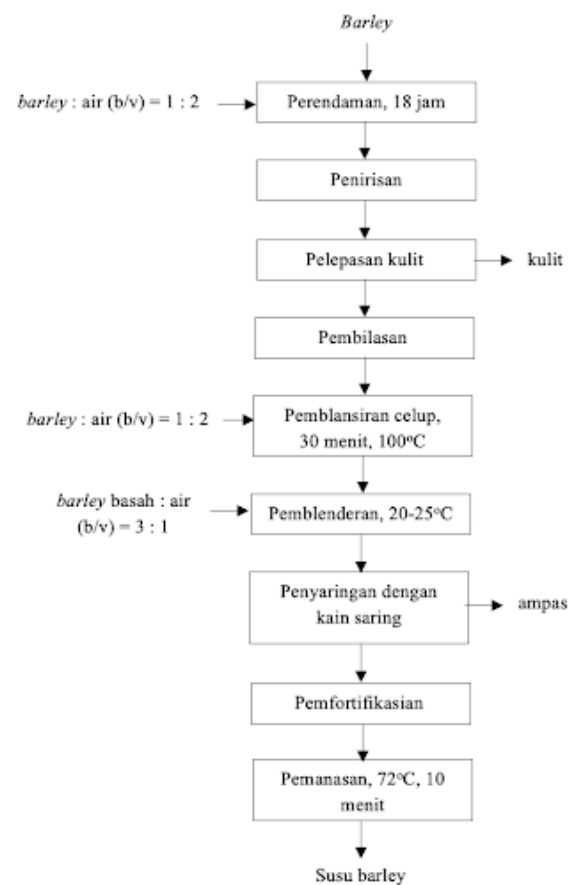 Barley
barley : air (b/v) = 1 : 2
Perendaman, 18 jam
Penirisan
Pelepasan kulit
kulit
Pembilasan
barley : air (b/v) = 1 : 2
Pemblansiran celup,
30 menit, 100°C
barley basah : air
(b/v) = 3 : 1
Pemblenderan, 20-25°C
Penyaringan dengan
kain saring
ampas
Pemfortifikasian
Pemanasan, 72°C, 10
menit
Susu barley